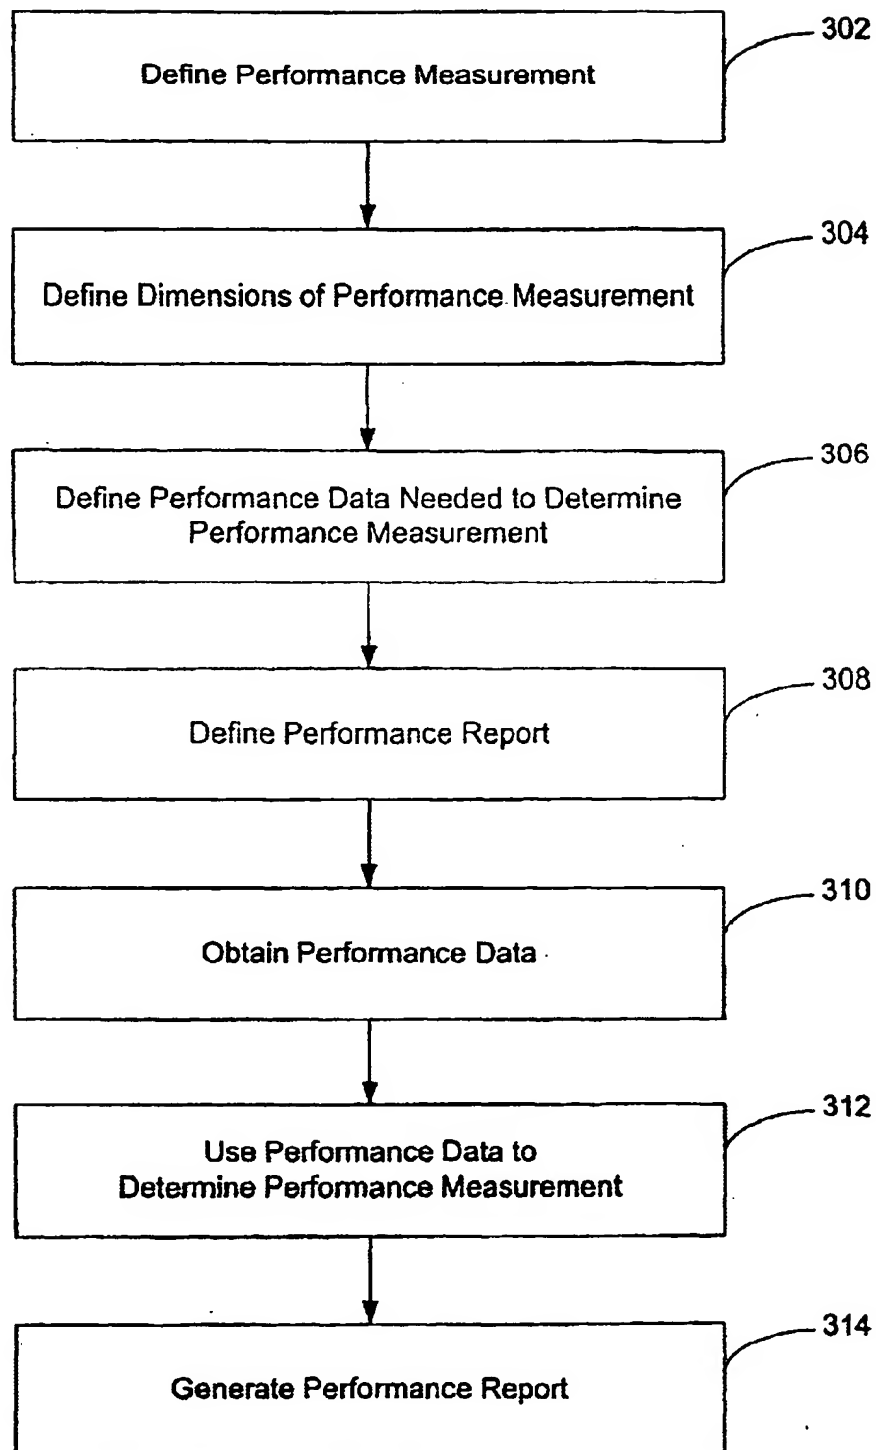 302
Define Performance Measurement
304
Define Dimensions of Performance Measurement
306
Define Performance Data Needed to Determine
Performance Measurement
308
Define Performance Report
310
Obtain Performance Data
312
Use Performance Data to
Determine Performance Measurement
314
Generate Performance Report